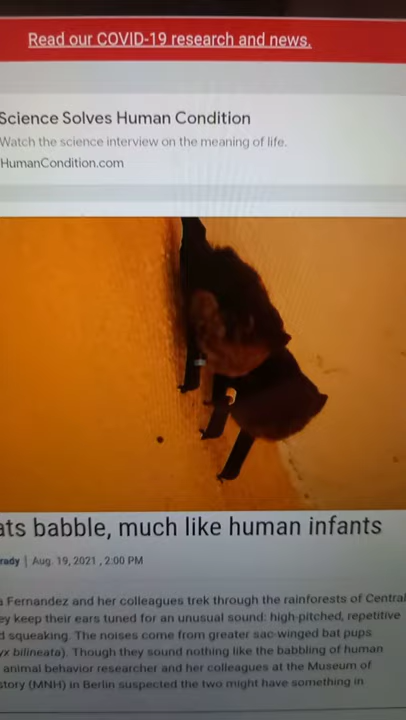 Read our COVID-19 research and news.
Science Solves Human Condition
Watch the science interview on the meaning of life.
HumanCondition.com
ats babble, much like human infants
rady | Aug. 19, 2021 , 2:00 PM
a Fernandez and her colleagues trek through the rainforests of Central
ey keep their ears tuned for an unusual sound: high-pitched, repetitive
d squeaking. The noises come from greater sac-winged bat pups
yx bilineata). Though they sound nothing like the babbling of human
animal behavior researcher and her colleagues at the Museum of
story (MNH) in Berlin suspected the two might have something in